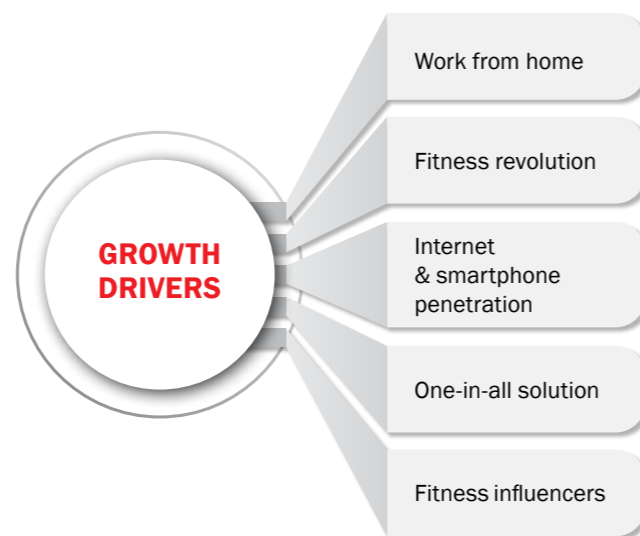 GROWTH
DRIVERS
Work from home
Fitness revolution
Internet
& smartphone
penetration
One-in-all solution
Fitness influencers